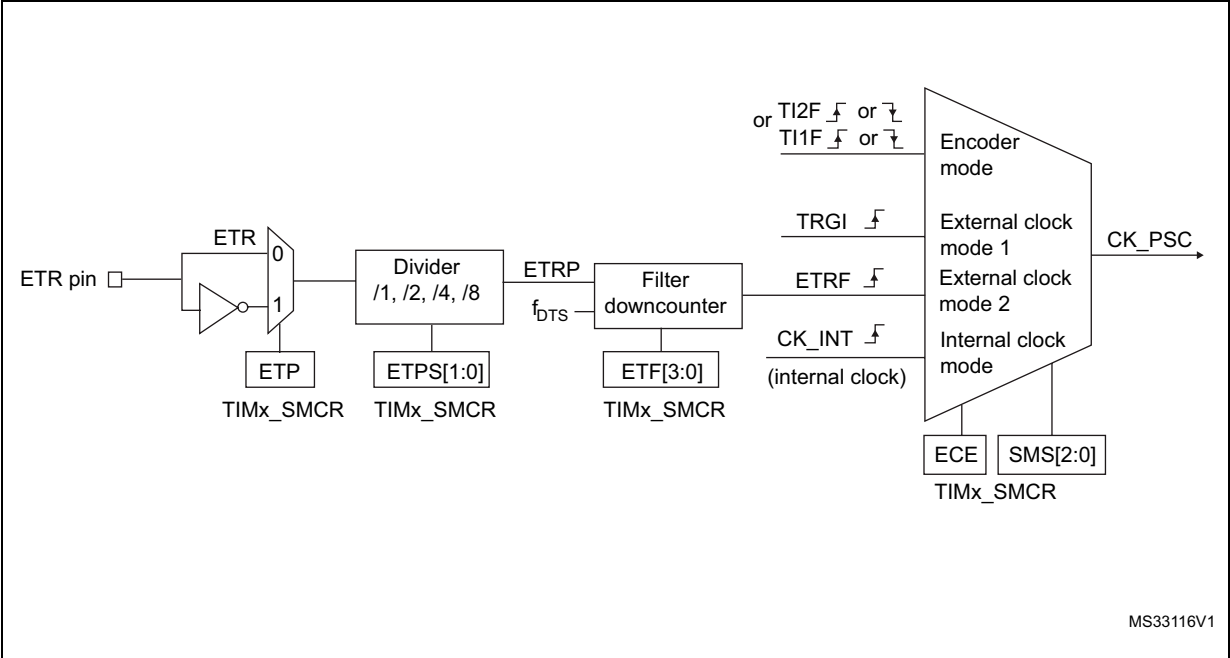 or TI2F or
TI1F or
Encoder
mode
TRGI
External clock
mode 1
CK_PSC
ETR
0
ETR pin
1
Divider
/1, /2, /4, /8
ETRP
fDTS
Filter
downcounter
ETRF
External clock
mode 2
CK_INT
(internal clock)
Internal clock
mode
ETP
TIMx_SMCR
ETPS[1:0]
TIMx_SMCR
ETF[3:0]
TIMx_SMCR
ECE
SMS[2:0]
TIMx_SMCR
MS33116V1